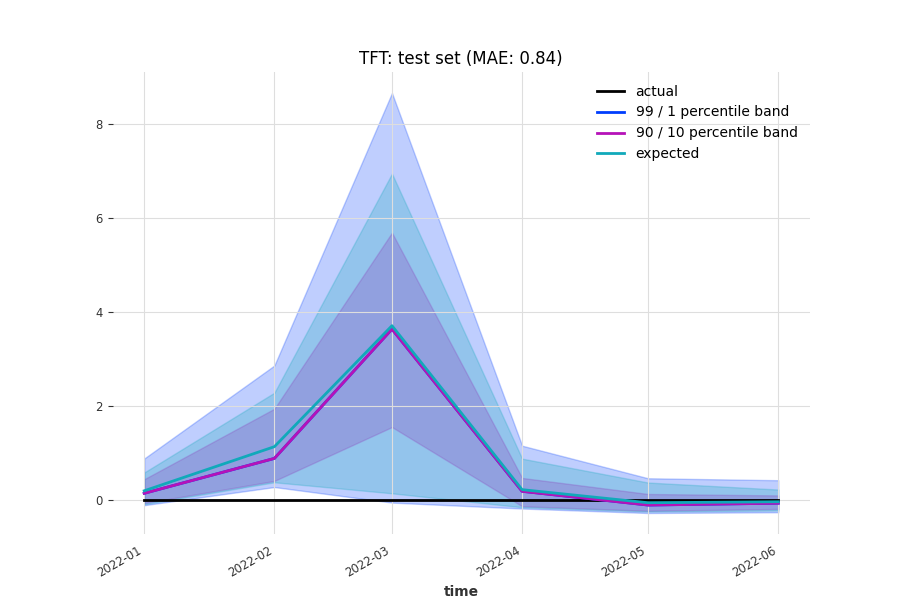 TFT: test set (MAE: 0.84)
actual
99 / 1 percentile band
90 / 10 percentile band
expected
8
6
4
2
0
2022-01
2022-02
2022-03
2022-04
2022-05
2022-06
time